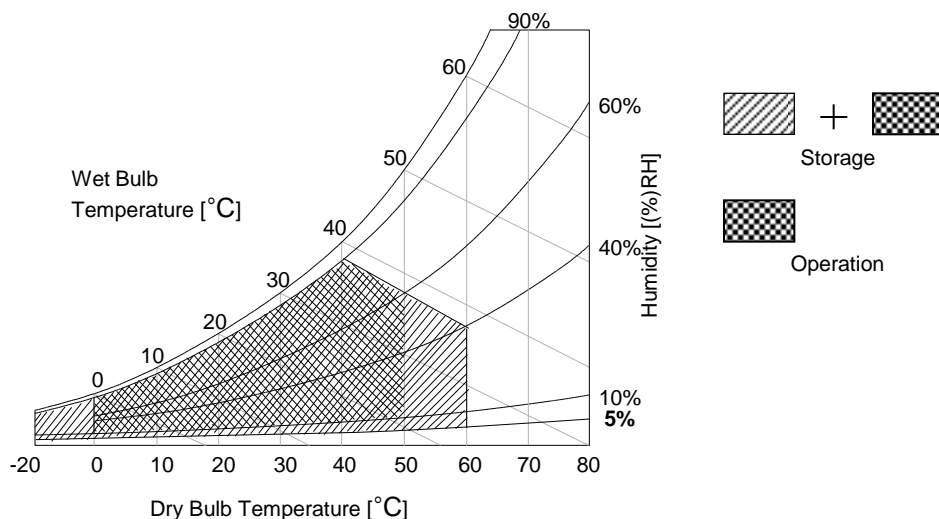 90%
60
60%
50
Wet Bulb
Temperature [°C]
Storage
40
40%
30
Humidity [(%)RH]
Operation
20
10
0
10%
5%
-20 0 10 20 30 40 50 60 70 80
Dry Bulb Temperature [°C]